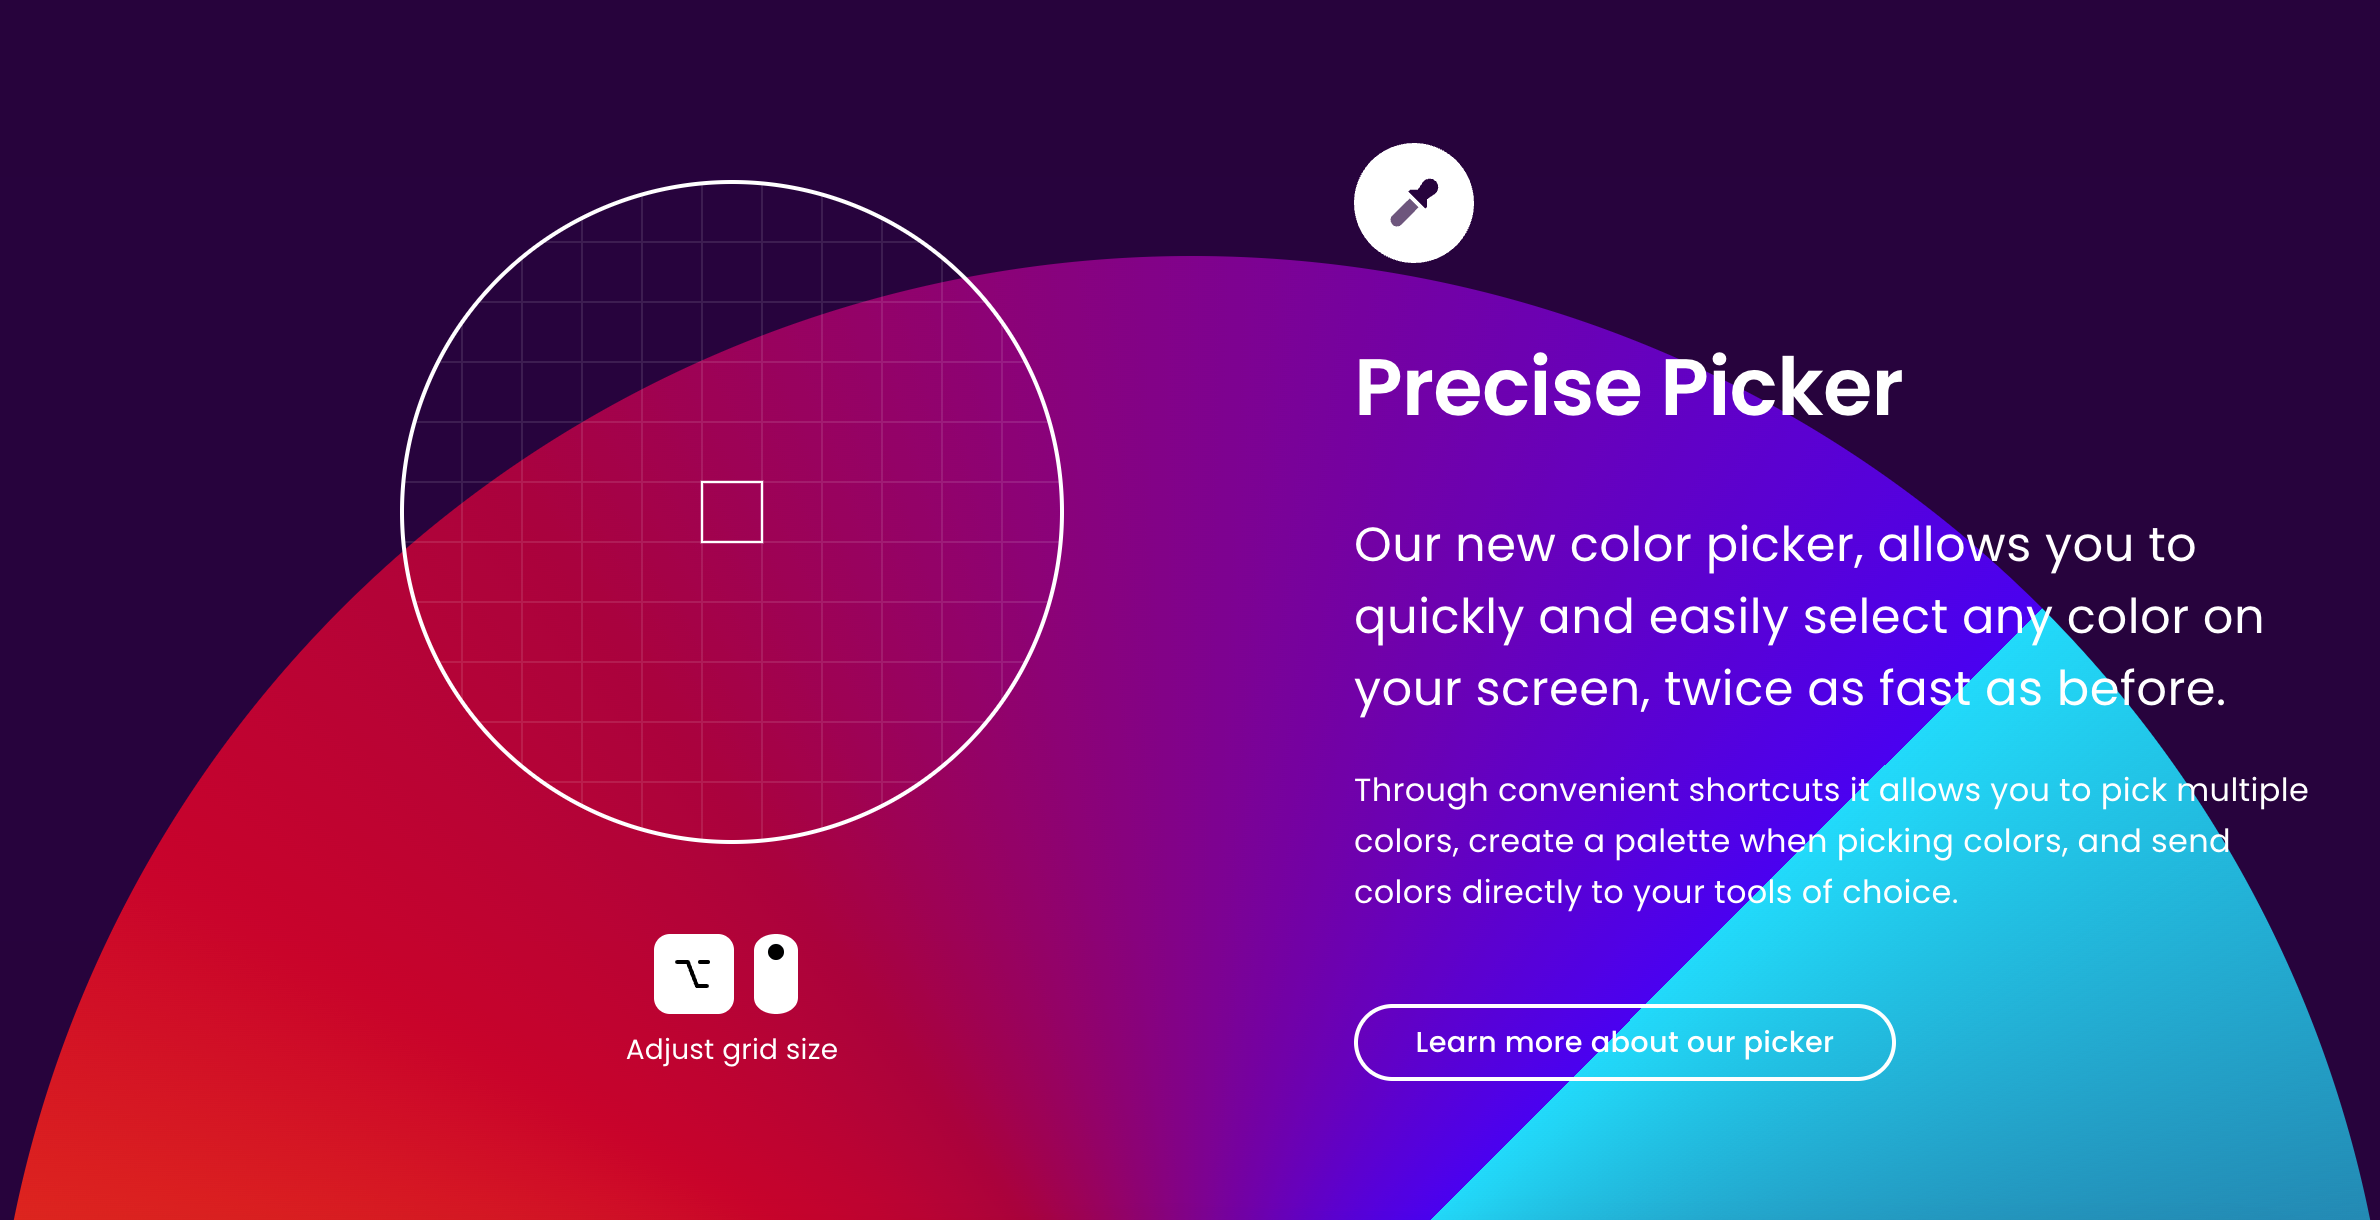 Precise Picker
Our new color picker, allows you to
quickly and easily select any color on
your screen, twice as fast as before.
Through convenient shortcuts it allows you to pick multiple
colors, create a palette when picking colors, and send
colors directly to your tools of choice.
⌥
Adjust grid size
Learn more about our picker